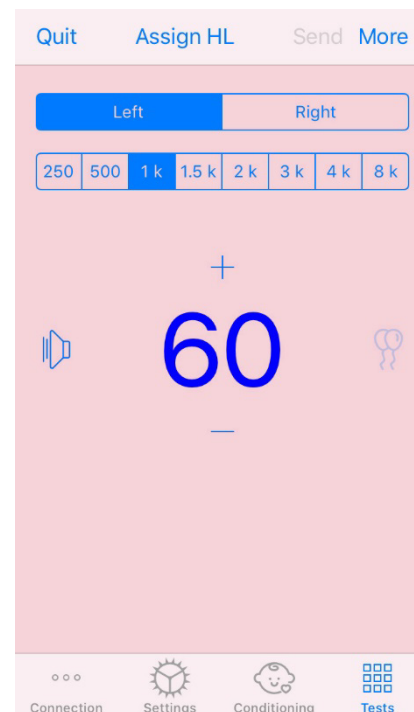 Quit Assign HL Send More
Left Right
250 500 1 k 1.5 k 2 k 3 k 4 k 8 k
+
60
—
Connection Settings Conditioning Tests